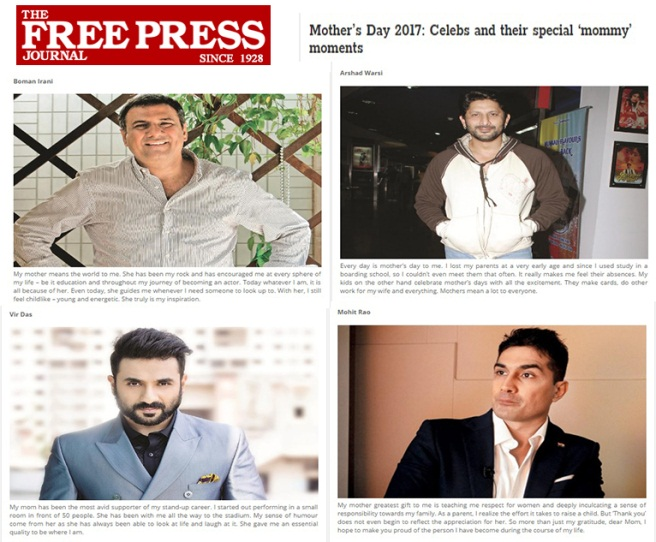 THE
FREE PRESS
JOURNAL SINCE 1928
Mother's Day 2017: Celebs and their special 'mommy'
moments
Boman Irani
My mother means the world to me. She has been my rock and has encouraged me at every sphere of
my life – be it education and throughout my journey of becoming an actor. Today whatever I am, it is
all because of her. Even today, she guides me whenever I need someone to look up to. With her, I still
feel childlike – young and energetic. She truly is my inspiration.
Arshad Warsi
Every day is mother's day to me. I lost my parents at a very early age and since I used study in a
boarding school, so I couldn't even meet them that often. It really makes me feel their absences. My
kids on the other hand celebrate mother's days with all the excitement. They make cards, do other
work for my wife and everything. Mothers mean a lot to everyone.
Vir Das
My mom has been the most avid supporter of my stand-up career. I started out performing in a small
room in front of 50 people. She has been with me all the way to the stadium. My sense of humour
come from her as she has always been able to look at life and laugh at it. She gave me an essential
quality to be where I am.
Mohit Rao
My mother greatest gift to me is teaching me respect for women and deeply inculcating a sense of
responsibility towards my family. As a parent, I realize the effort it takes to raise a child. But Thank you'
does not even begin to reflect the appreciation for her. So more than just my gratitude, dear Mom, I
hope to make you proud of the person I have become during the course of my life.